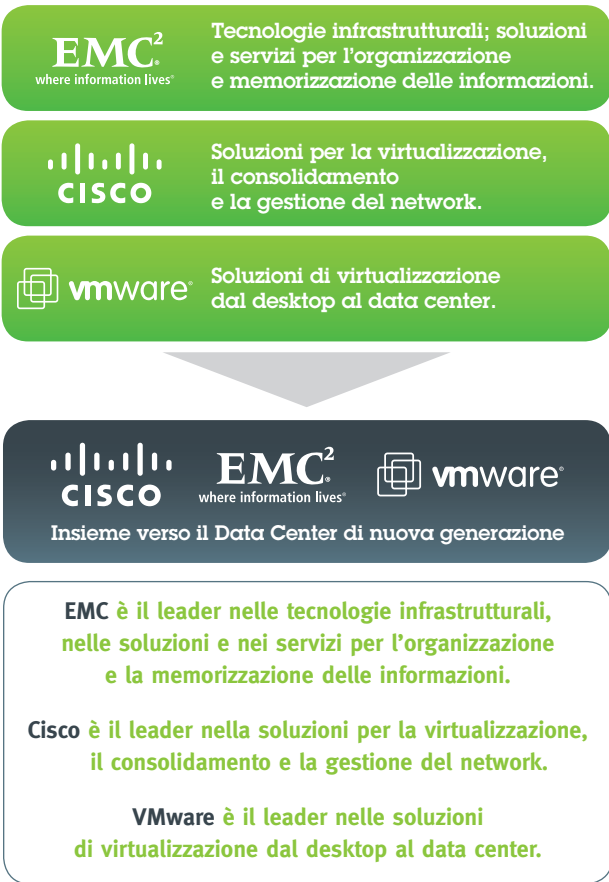 EMC²
where information lives®
Tecnologie infrastrutturali; soluzioni
e servizi per l'organizzazione
e memorizzazione delle informazioni.
CISCO
Soluzioni per la virtualizzazione,
il consolidamento
e la gestione del network.
vmware®
Soluzioni di virtualizzazione
dal desktop al data center.
CISCO
EMC²
where information lives®
vmware®
Insieme verso il Data Center di nuova generazione
EMC è il leader nelle tecnologie infrastrutturali,
nelle soluzioni e nei servizi per l'organizzazione
e la memorizzazione delle informazioni.
Cisco è il leader nella soluzioni per la virtualizzazione,
il consolidamento e la gestione del network.
VMware è il leader nelle soluzioni
di virtualizzazione dal desktop al data center.